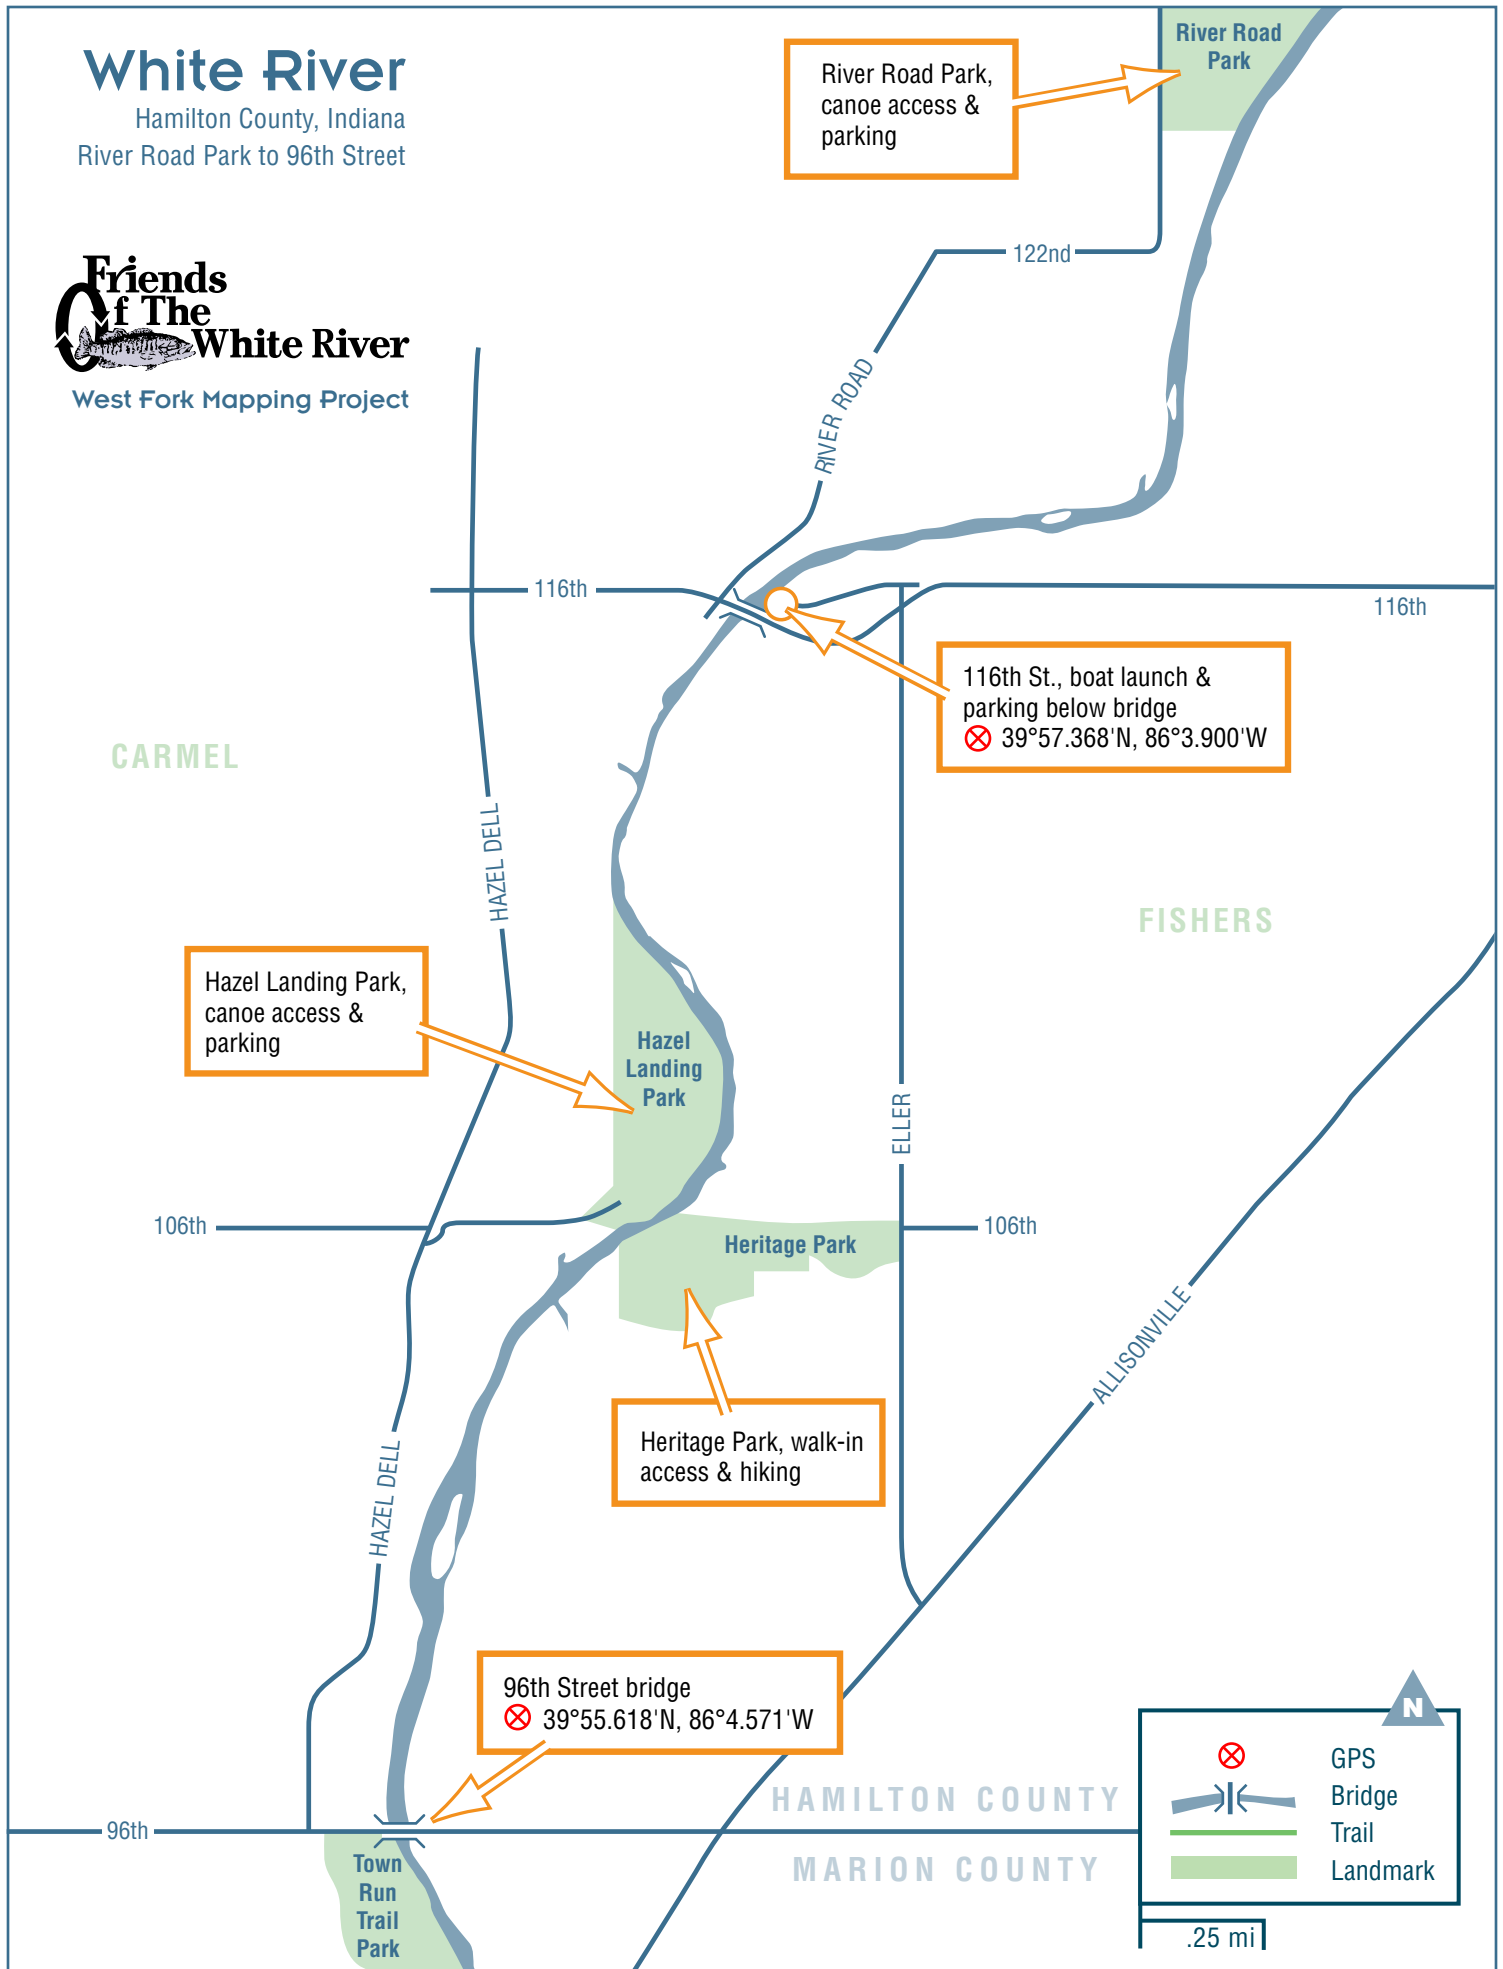 White River
Hamilton County, Indiana
River Road Park to 96th Street
Friends
Of The
White River
West Fork Mapping Project
River Road Park,
canoe access &
parking
River Road
Park
122nd
RIVER ROAD
116th
116th
116th St., boat launch &
parking below bridge
39°57.368'N, 86°3.900'W
CARMEL
HAZEL DELL
FISHERS
Hazel Landing Park,
canoe access &
parking
Hazel
Landing
Park
ELLER
106th
106th
Heritage Park
ALLISONVILLE
Heritage Park, walk-in
access & hiking
HAZEL DELL
96th Street bridge
39°55.618'N, 86°4.571'W
HAMILTON COUNTY
96th
MARION COUNTY
Town
Run
Trail
Park
N
GPS
Bridge
Trail
Landmark
.25 mi